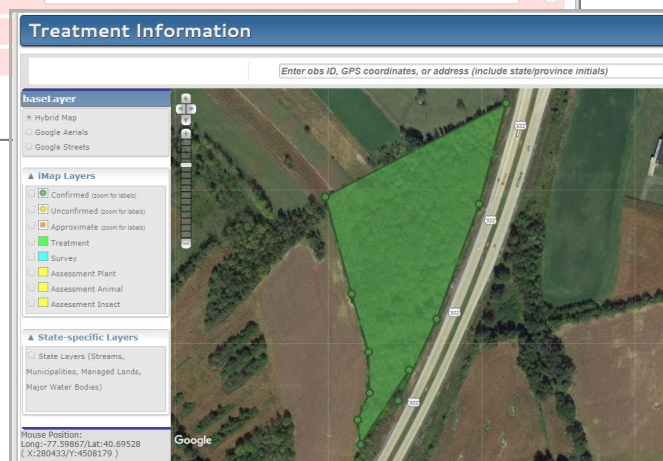 Treatment Information
Enter obs ID, GPS coordinates, or address (include state/province initials)
baseLayer
Hybrid Map
Google Aerials
Google Streets
▲ iMap Layers
Confirmed (zoom for labels)
Unconfirmed (zoom for labels)
Approximate (zoom for labels)
Treatment
Survey
Assessment Plant
Assessment Animal
Assessment Insect
▲ State-specific Layers
State Layers (Streams,
Municipalities, Managed Lands,
Major Water Bodies)
Mouse Position:
Long:-77.59867/Lat:40.69528
( X:280433/Y:4508179 )
322
322
322
322
Google